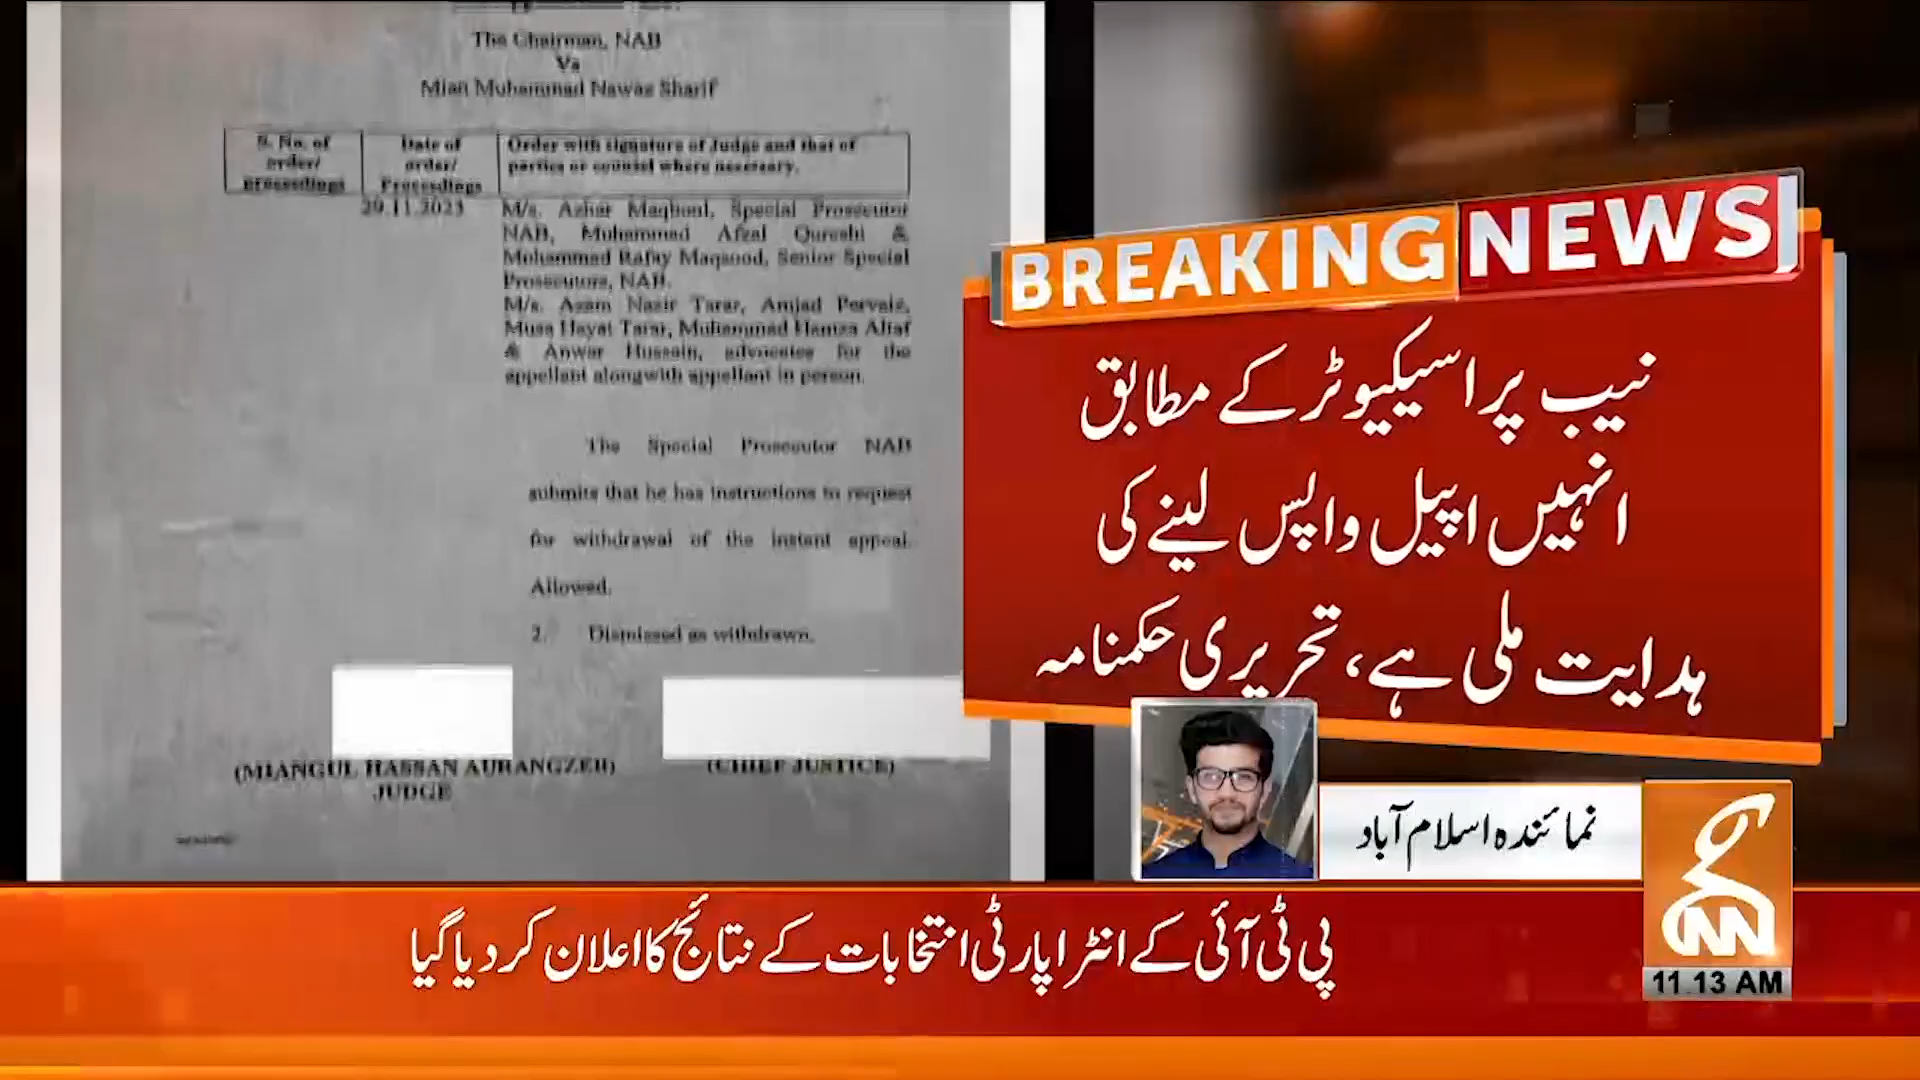 The Chairman, NAB
Vs
Mian Muhammad Nawaz Sharif
S. No. of order/ proceedings
Date of order/ Proceedings
Order with signature of Judge and that of parties or counsel where necessary.
29.11.2023
M/s. Azhar Maqbool, Special Prosecutor
NAB, Muhammad Afzal Qureshi &
Mohammad Rafay Maqsood, Senior Special
Prosecutors, NAB.
M/s. Azam Nazir Tarar, Amjad Pervaiz,
Musa Hayat Tarar, Muhammad Hamza Altaf
& Anwar Hussain, advocates for the
appellant alongwith appellant in person.
The Special Prosecutor NAB
submits that he has instructions to request
for withdrawal of the instant appeal.
Allowed.
2. Dismissed as withdrawn.
(MIANGUL HASSAN AURANGZEB)
JUDGE
(CHIEF JUSTICE)
BREAKING NEWS
نیب پراسیکیوٹر کے مطابق
انہیں اپیل واپس لینے کی
ہدایت ملی ہے، تحریری حکمنامہ
نمائندہ اسلام آباد
GNN
11.13 AM
پی ٹی آئی کے انٹرا پارٹی انتخابات کے نتائج کا اعلان کر دیا گیا